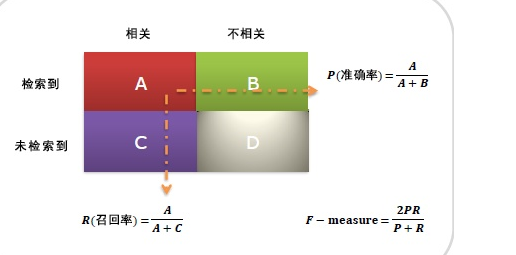 相关 不相关
检索到 A B P(准确率)=A/(A+B)
未检索到 C D
R(召回率)=A/(A+C) F-measure=2PR/(P+R)